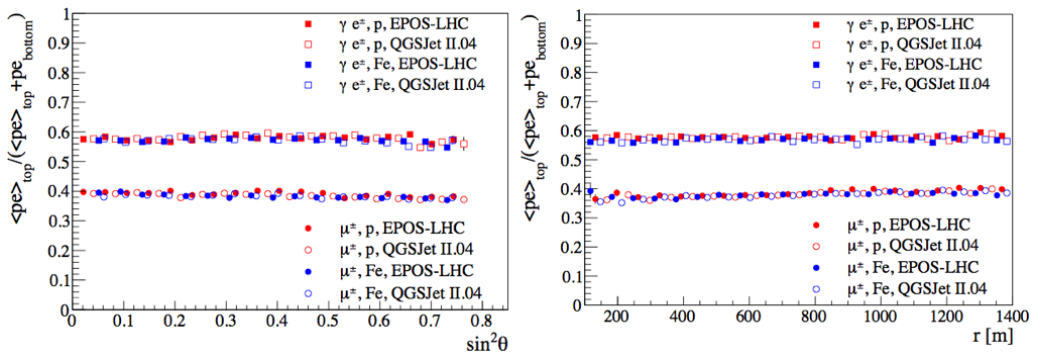 <pe>top/(<pe>top+pebottom)
1
0.9
0.8
0.7
0.6
0.5
0.4
0.3
0.2
0.1
0
γ e±, p, EPOS-LHC
γ e±, p, QGSJet II.04
γ e±, Fe, EPOS-LHC
γ e±, Fe, QGSJet II.04
μ±, p, EPOS-LHC
μ±, p, QGSJet II.04
μ±, Fe, EPOS-LHC
μ±, Fe, QGSJet II.04
0 0.1 0.2 0.3 0.4 0.5 0.6 0.7 0.8
sin²θ
<pe>top/(<pe>top+pebottom)
1
0.9
0.8
0.7
0.6
0.5
0.4
0.3
0.2
0.1
0
γ e±, p, EPOS-LHC
γ e±, p, QGSJet II.04
γ e±, Fe, EPOS-LHC
γ e±, Fe, QGSJet II.04
μ±, p, EPOS-LHC
μ±, p, QGSJet II.04
μ±, Fe, EPOS-LHC
μ±, Fe, QGSJet II.04
200 400 600 800 1000 1200 1400
r [m]